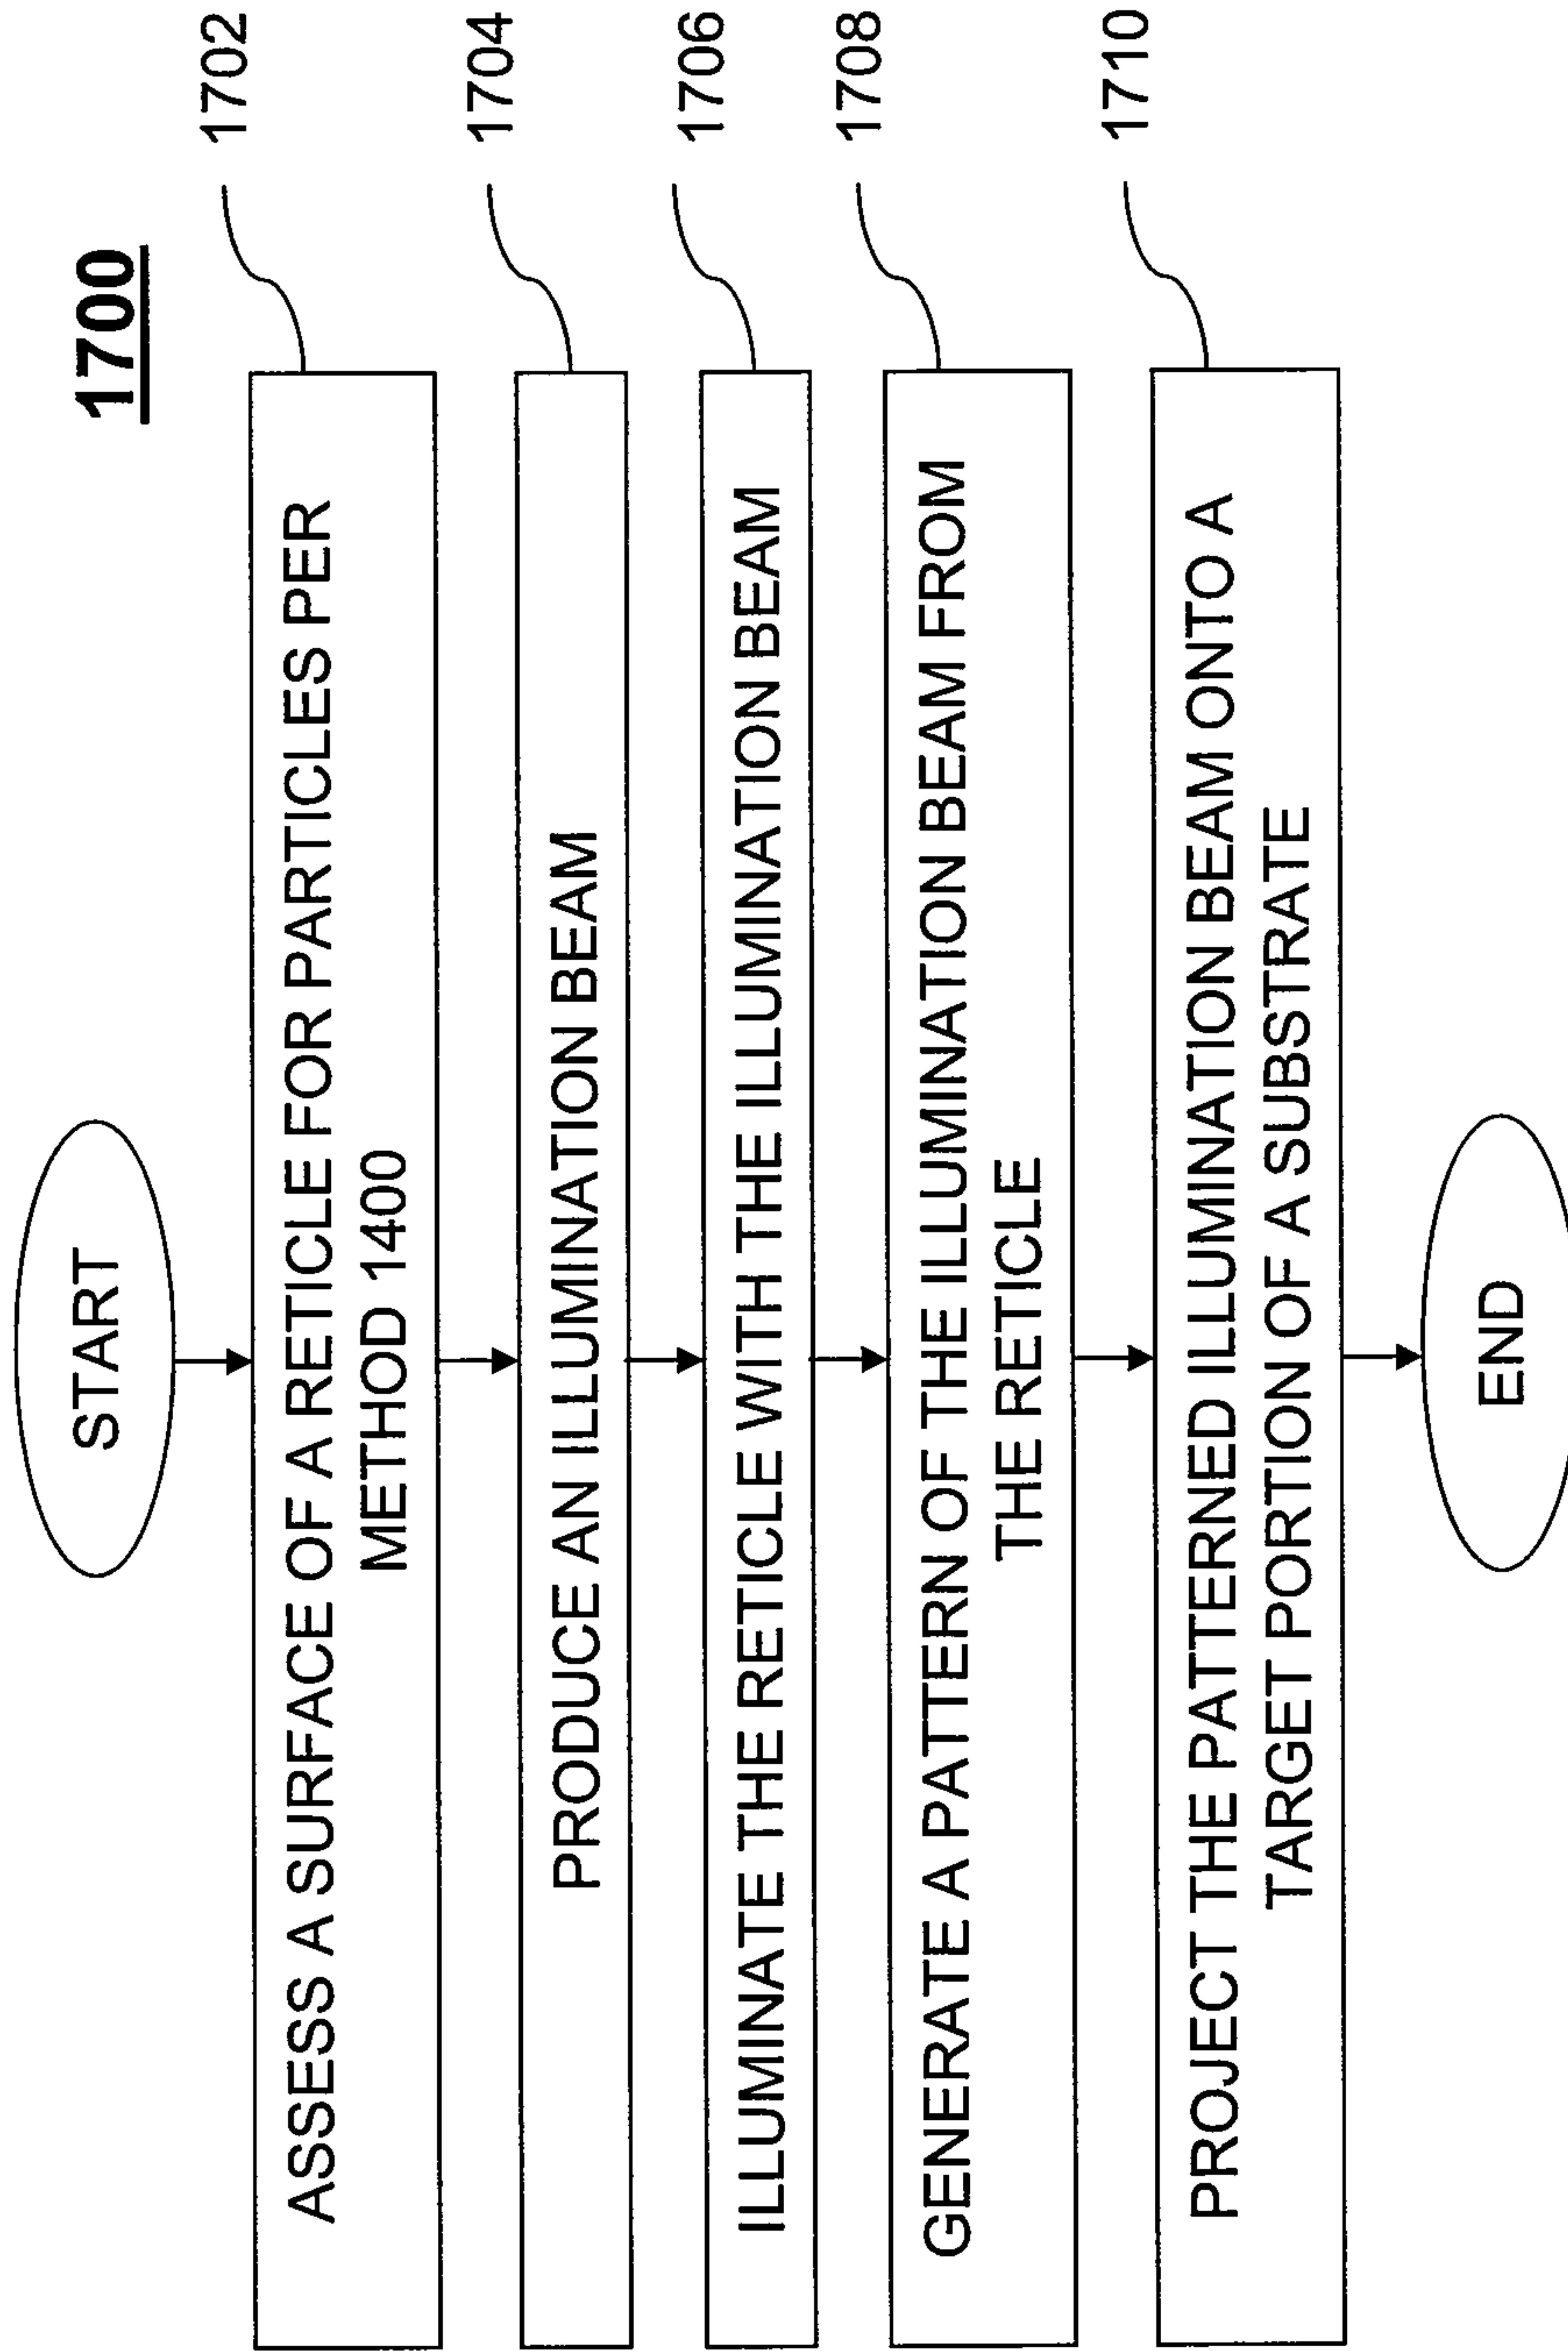 1700
START
ASSESS A SURFACE OF A RETICLE FOR PARTICLES PER
METHOD 1400
1702
PRODUCE AN ILLUMINATION BEAM
1704
ILLUMINATE THE RETICLE WITH THE ILLUMINATION BEAM
1706
GENERATE A PATTERN OF THE ILLUMINATION BEAM FROM
THE RETICLE
1708
PROJECT THE PATTERNED ILLUMINATION BEAM ONTO A
TARGET PORTION OF A SUBSTRATE
1710
END